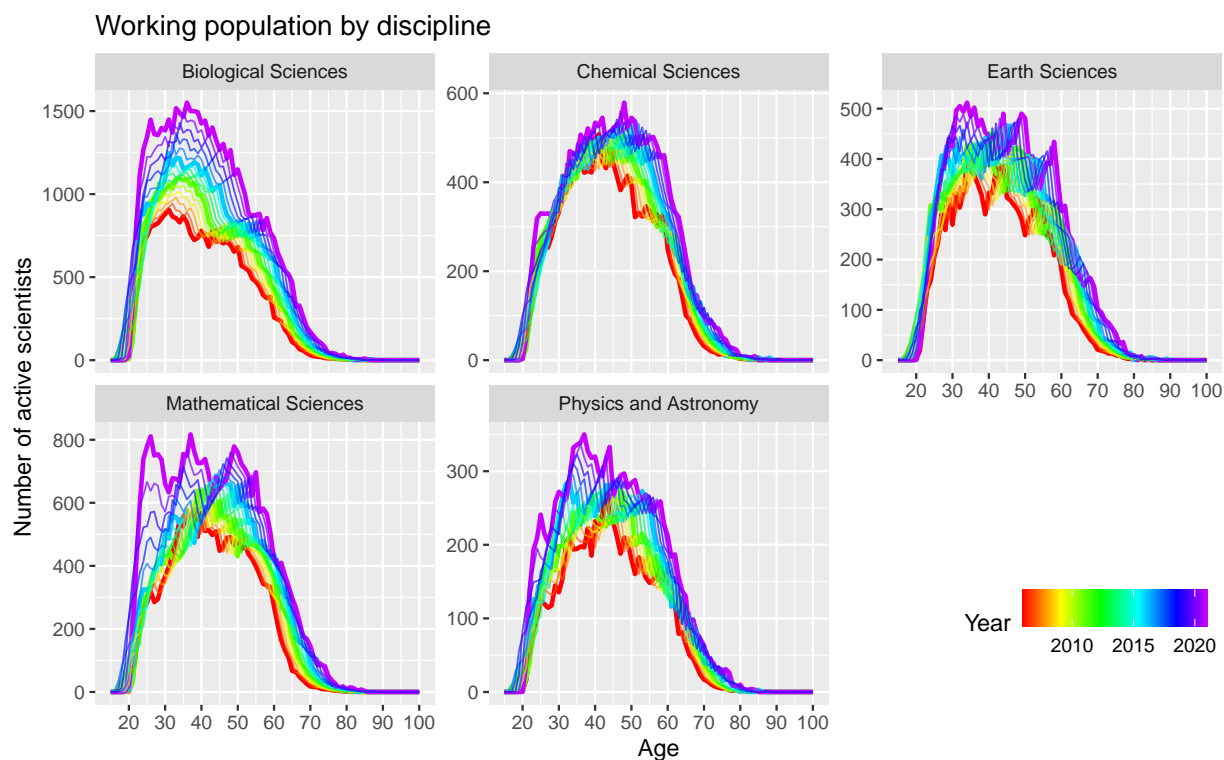 Working population by discipline
Biological Sciences
Chemical Sciences
Earth Sciences
1500
1000
500
0
600
400
200
0
500
400
300
200
100
0
20 30 40 50 60 70 80 90 100
Mathematical Sciences
Physics and Astronomy
800
600
400
200
0
300
200
100
0
20 30 40 50 60 70 80 90 100
20 30 40 50 60 70 80 90 100
Number of active scientists
Age
Year
2010 2015 2020